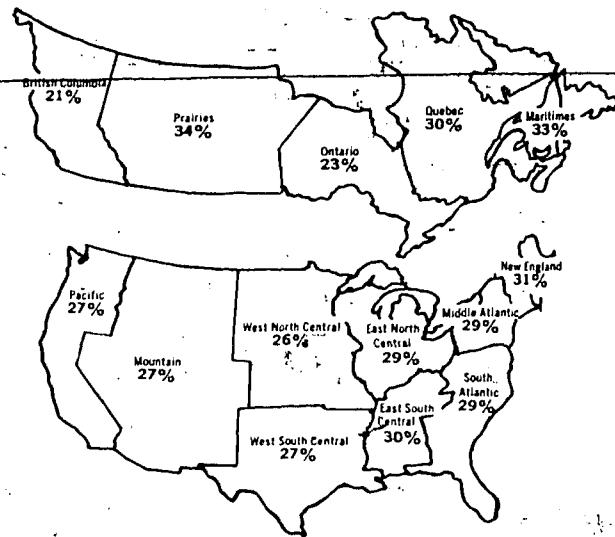 British Columbia
21%
Prairies
34%
Ontario
23%
Quebec
30%
Maritimes
33%
Pacific
27%
Mountain
27%
West North Central
26%
East North
Central
29%
New England
31%
Middle Atlantic
29%
South
Atlantic
29%
East South
Central
30%
West South Central
27%